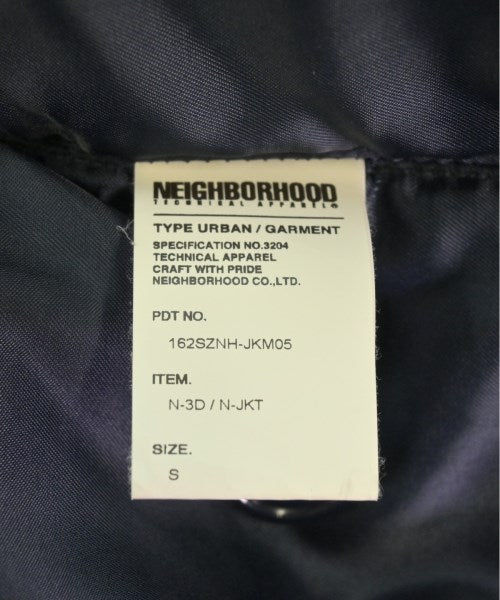 NEIGHBORHOOD
TECHNICAL APPAREL®
TYPE URBAN / GARMENT
SPECIFICATION NO.3204
TECHNICAL APPAREL
CRAFT WITH PRIDE
NEIGHBORHOOD CO.,LTD.
PDT NO.
162SZNH-JKM05
ITEM.
N-3D / N-JKT
SIZE.
S